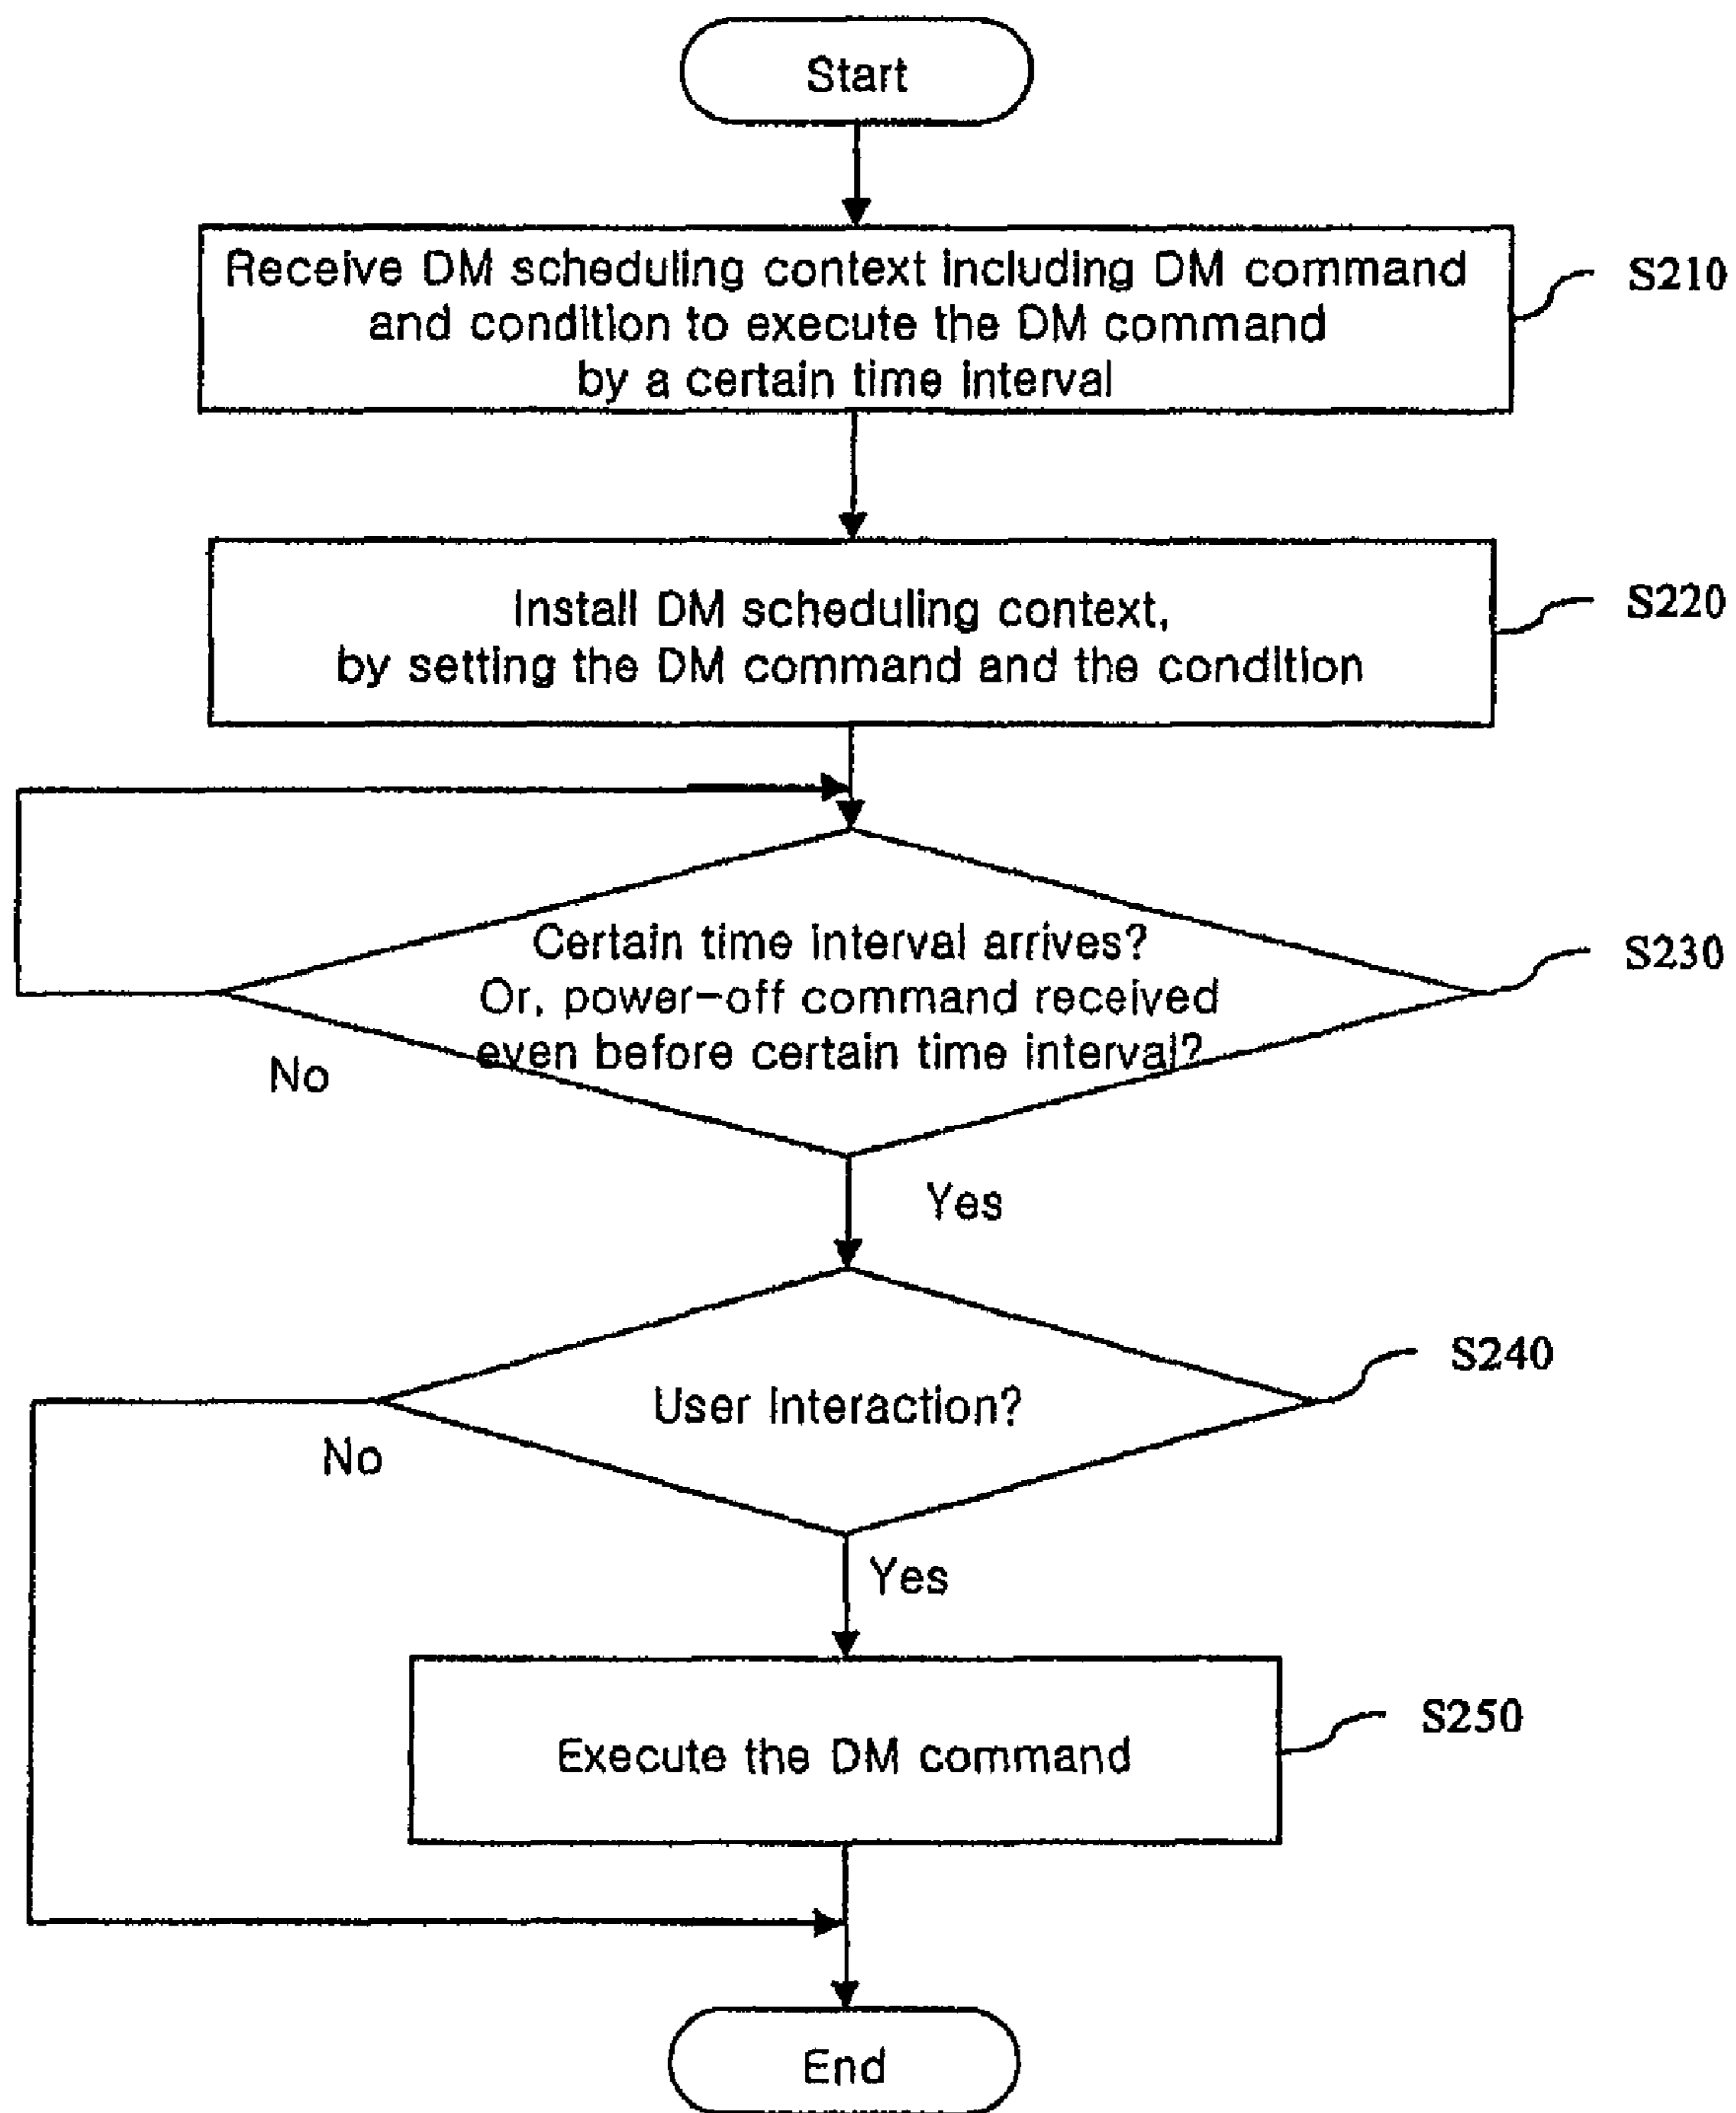 Start
Receive DM scheduling context including DM command
and condition to execute the DM command
by a certain time interval
S210
Install DM scheduling context,
by setting the DM command and the condition
S220
Certain time interval arrives?
Or, power-off command received
even before certain time interval?
S230
No
Yes
User Interaction?
S240
No
Yes
Execute the DM command
S250
End